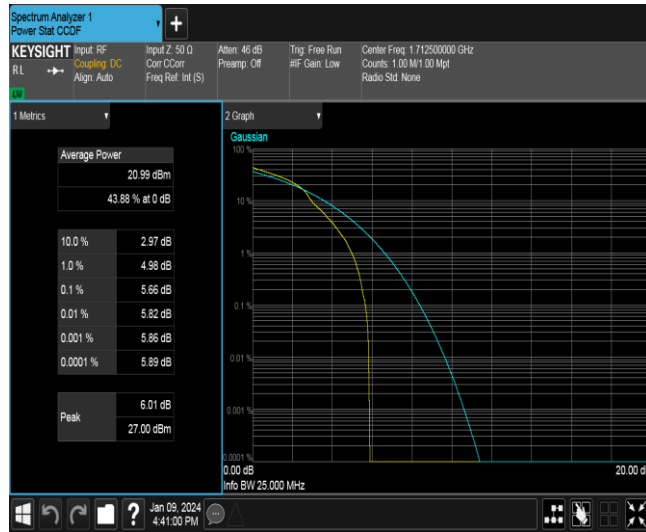 Spectrum Analyzer 1
Power Stat CCDF
+
KEYSIGHT
Input: RF
Coupling: DC
Align: Auto
Input Z: 50 Ω
Corr CCorr
Freq Ref: Int (S)
Atten: 46 dB
Preamp: Off
Trig: Free Run
#IF Gain: Low
Center Freq: 1.712500000 GHz
Counts: 1.00 M/1.00 Mpt
Radio Std: None
R L
LXI
1 Metrics
Average Power
20.99 dBm
43.88 % at 0 dB
10.0 % 2.97 dB
1.0 % 4.98 dB
0.1 % 5.66 dB
0.01 % 5.82 dB
0.001 % 5.86 dB
0.0001 % 5.89 dB
Peak
6.01 dB
27.00 dBm
2 Graph
Gaussian
100 %
10 %
1 %
0.1 %
0.01 %
0.001 %
0.0001 %
0.00 dB
20.00 d
Info BW 25.000 MHz
?
Jan 09, 2024
4:41:00 PM